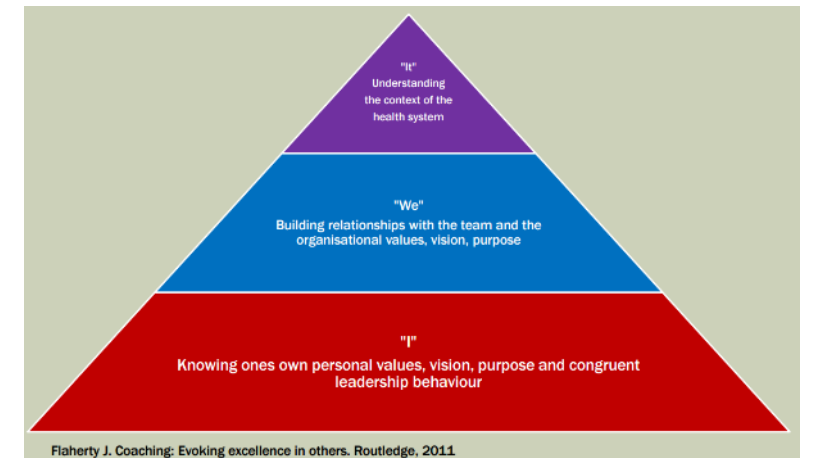 "It"
Understanding
the context of the
health system
"We"
Building relationships with the team and the
organisational values, vision, purpose
"I"
Knowing ones own personal values, vision, purpose and congruent
leadership behaviour
Flaherty J. Coaching: Evoking excellence in others. Routledge, 2011